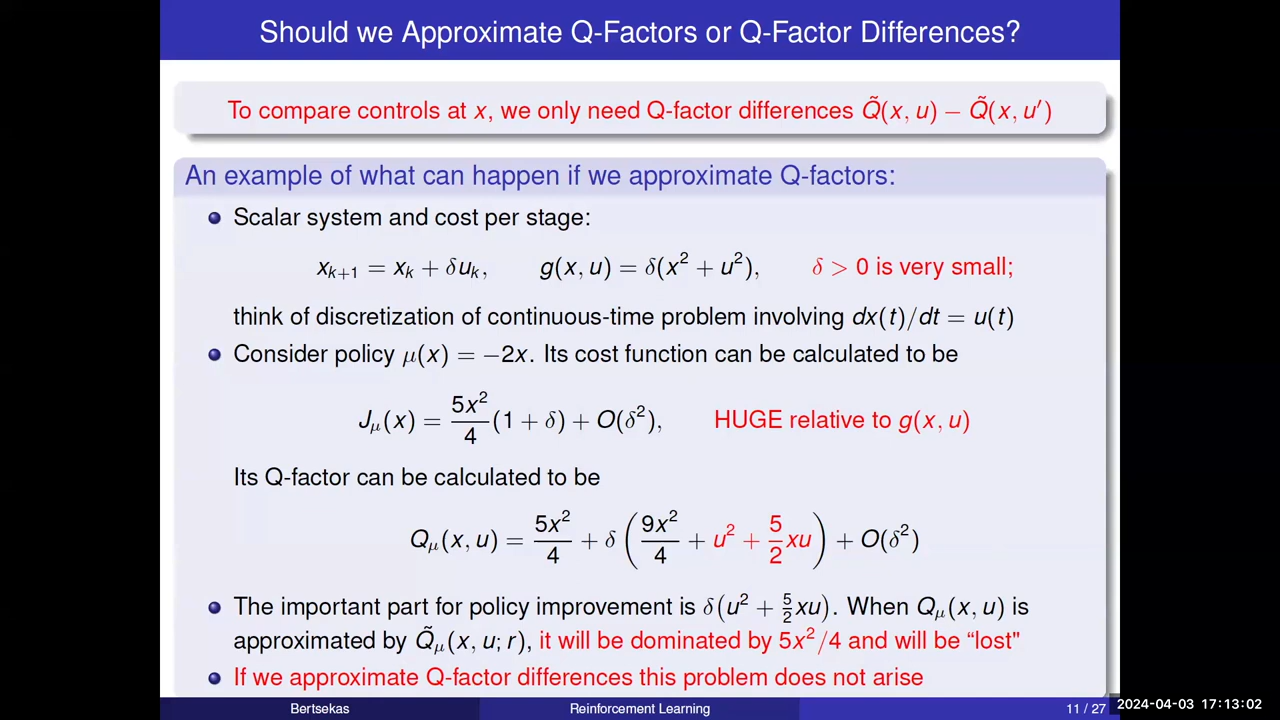 Should we Approximate Q-Factors or Q-Factor Differences?
To compare controls at x, we only need Q-factor differences Q̃(x, u) − Q̃(x, u′)
An example of what can happen if we approximate Q-factors:
Scalar system and cost per stage:
xₖ₊₁ = xₖ + δuₖ, g(x, u) = δ(x² + u²), δ > 0 is very small;
think of discretization of continuous-time problem involving dx(t)/dt = u(t)
Consider policy μ(x) = −2x. Its cost function can be calculated to be
J_μ(x) = 5x²/4 (1 + δ) + O(δ²), HUGE relative to g(x, u)
Its Q-factor can be calculated to be
Q_μ(x, u) = 5x²/4 + δ(9x²/4 + u² + 5/2 xu) + O(δ²)
The important part for policy improvement is δ(u² + 5/2 xu). When Q_μ(x, u) is
approximated by Q̃_μ(x, u; r), it will be dominated by 5x²/4 and will be “lost"
If we approximate Q-factor differences this problem does not arise
Bertsekas Reinforcement Learning 11 / 27
2024-04-03 17:13:02